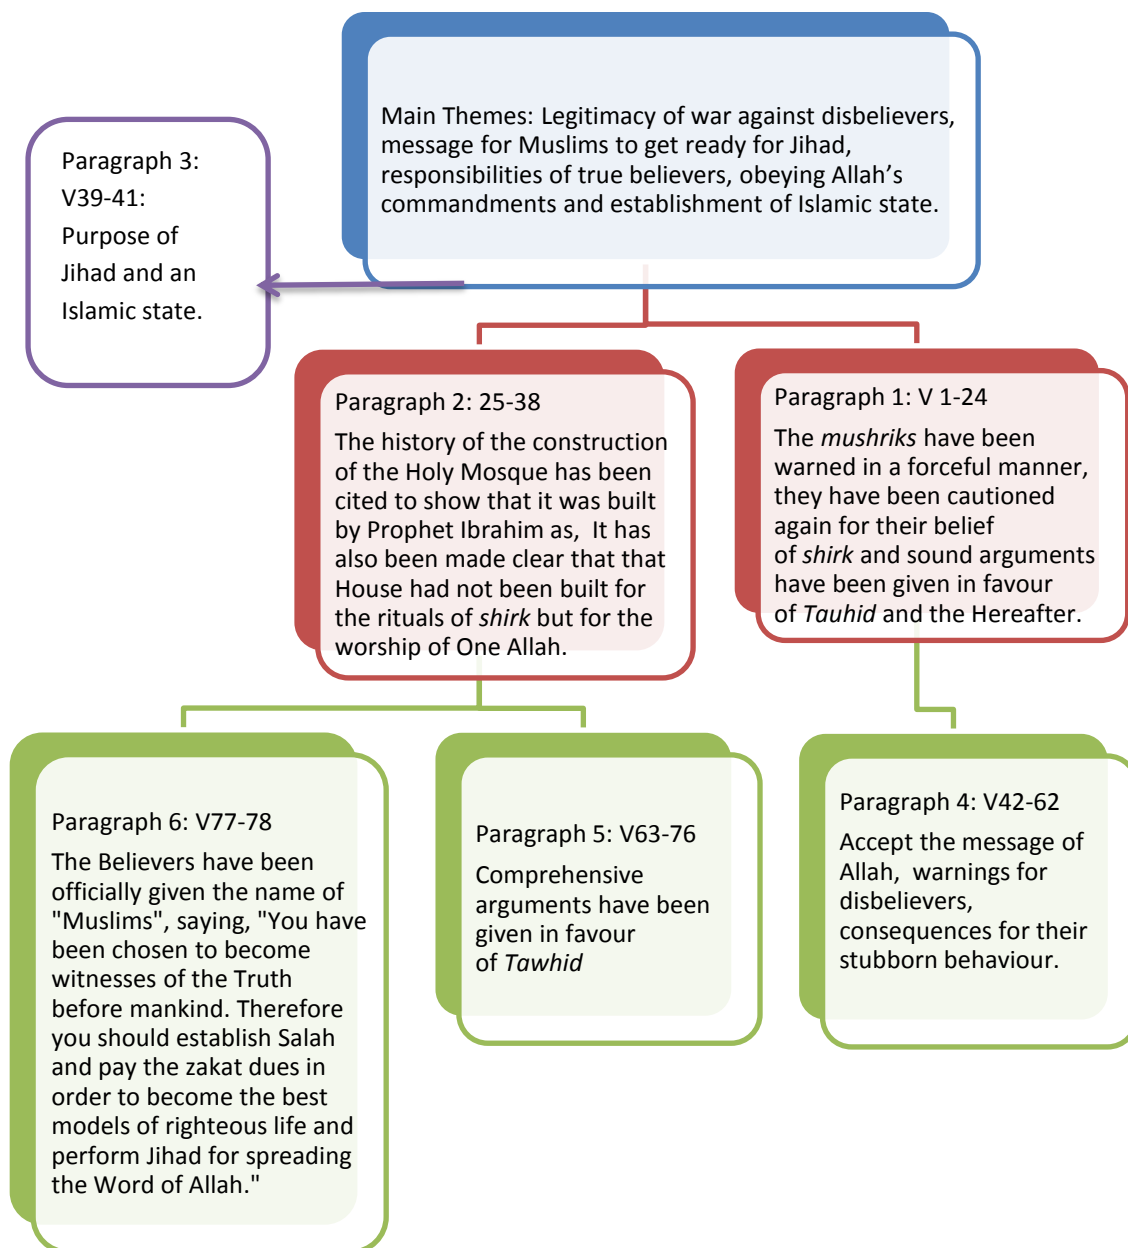 Main Themes: Legitimacy of war against disbelievers,
message for Muslims to get ready for Jihad,
responsibilities of true believers, obeying Allah’s
commandments and establishment of Islamic state.
Paragraph 3:
V39-41:
Purpose of
Jihad and an
Islamic state.
Paragraph 2: 25-38
The history of the construction
of the Holy Mosque has been
cited to show that it was built
by Prophet Ibrahim as,  It has
also been made clear that that
House had not been built for
the rituals of shirk but for the
worship of One Allah.
Paragraph 1: V 1-24
The mushriks have been
warned in a forceful manner,
they have been cautioned
again for their belief
of shirk and sound arguments
have been given in favour
of Tauhid and the Hereafter.
Paragraph 6: V77-78
The Believers have been
officially given the name of
"Muslims", saying, "You have
been chosen to become
witnesses of the Truth
before mankind. Therefore
you should establish Salah
and pay the zakat dues in
order to become the best
models of righteous life and
perform Jihad for spreading
the Word of Allah."
Paragraph 5: V63-76
Comprehensive
arguments have been
given in favour
of Tawhid
Paragraph 4: V42-62
Accept the message of
Allah,  warnings for
disbelievers,
consequences for their
stubborn behaviour.